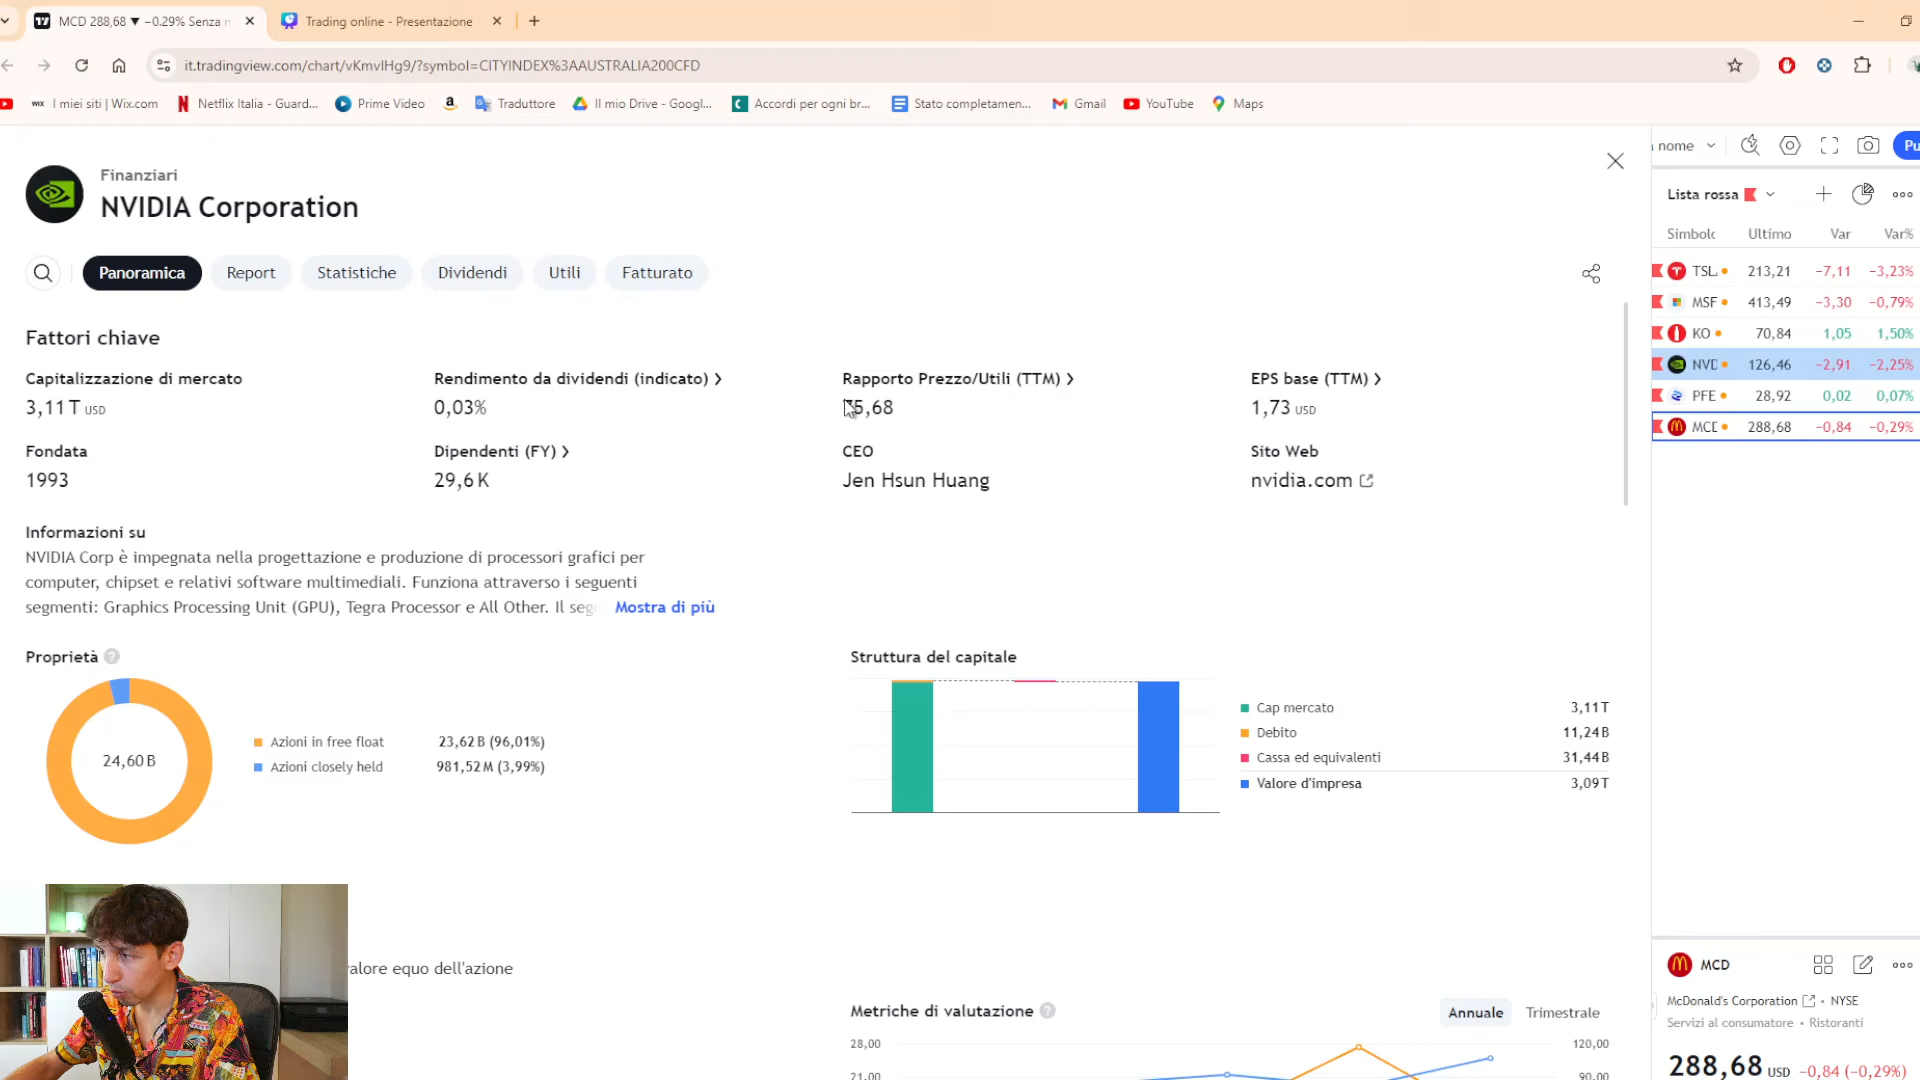 MCD 288,68 ▼ −0.29% Senza n
Trading online - Presentazione
it.tradingview.com/chart/vKmvIHg9/?symbol=CITYINDEX%3AAUSTRALIA200CFD
I miei siti | Wix.com
Netflix Italia - Guard...
Prime Video
Traduttore
Il mio Drive - Googl...
Accordi per ogni br...
Stato completamen...
Gmail
YouTube
Maps
Finanziari
NVIDIA Corporation
Panoramica
Report
Statistiche
Dividendi
Utili
Fatturato
Fattori chiave
Capitalizzazione di mercato
3,11 T USD
Rendimento da dividendi (indicato)
0,03%
Rapporto Prezzo/Utili (TTM)
5,68
EPS base (TTM)
1,73 USD
Fondata
1993
Dipendenti (FY)
29,6 K
CEO
Jen Hsun Huang
Sito Web
nvidia.com
Informazioni su
NVIDIA Corp è impegnata nella progettazione e produzione di processori grafici per
computer, chipset e relativi software multimediali. Funziona attraverso i seguenti
segmenti: Graphics Processing Unit (GPU), Tegra Processor e All Other. Il seg Mostra di più
Proprietà
24,60 B
Azioni in free float 23,62 B (96,01%)
Azioni closely held 981,52 M (3,99%)
Struttura del capitale
Cap mercato 3,11 T
Debito 11,24 B
Cassa ed equivalenti 31,44 B
Valore d'impresa 3,09 T
valore equo dell'azione
Metriche di valutazione
Annuale
Trimestrale
28,00
120,00
21,00
90,00
nome
Pu
Lista rossa
Simbolo Ultimo Var Var%
TSL 213,21 −7,11 −3,23%
MSF 413,49 −3,30 −0,79%
KO 70,84 1,05 1,50%
NVD 126,46 −2,91 −2,25%
PFE 28,92 0,02 0,07%
MCD 288,68 −0,84 −0,29%
MCD
McDonald's Corporation • NYSE
Servizi al consumatore • Ristoranti
288,68 USD −0,84 (−0,29%)